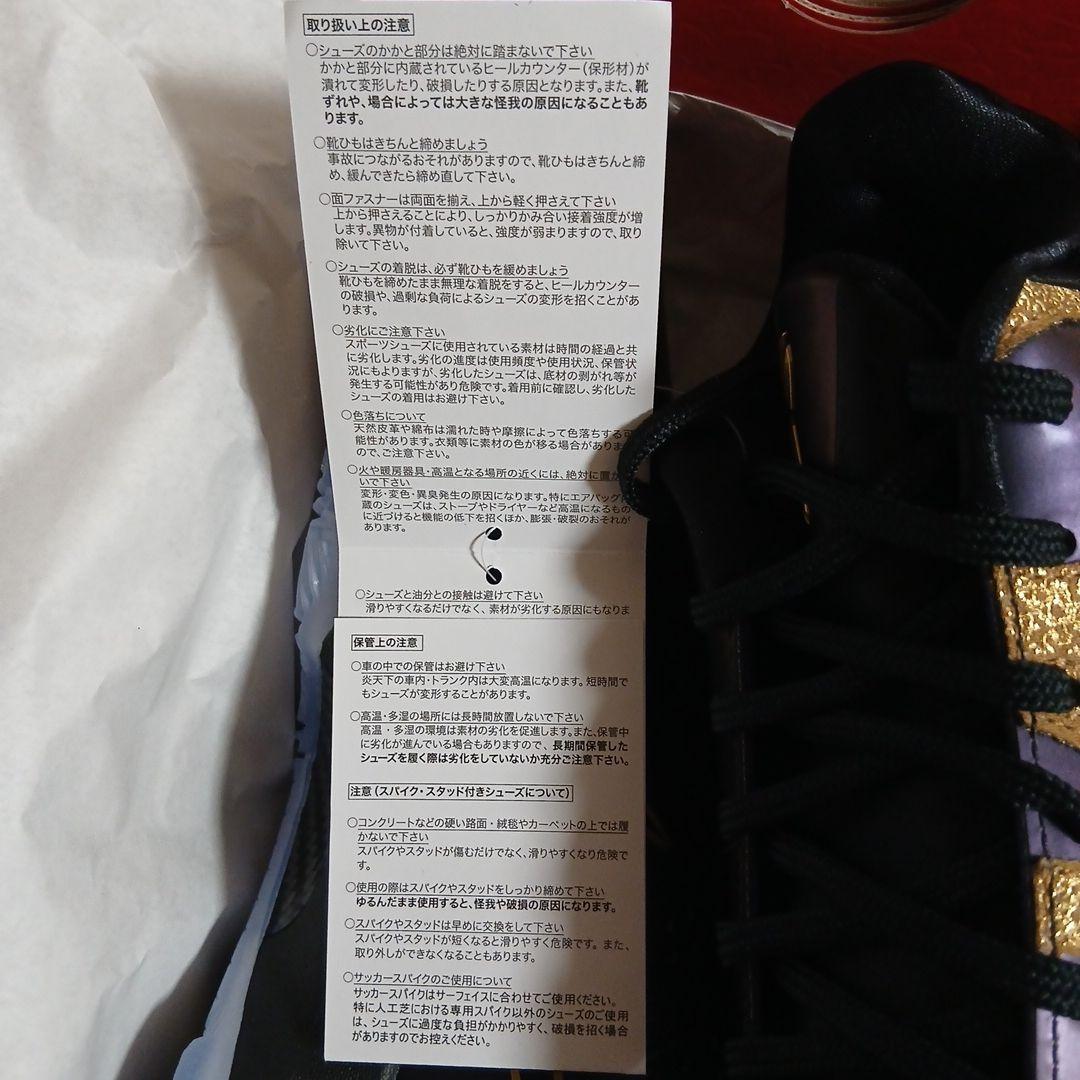 取り扱い上の注意
○シューズのかかと部分は絶対に踏まないで下さい
かかと部分に内蔵されているヒールカウンター(保形材)が
潰れて変形したり、破損したりする原因となります。また、靴
ずれや、場合によっては大きな怪我の原因になることもあ
ります。
○靴ひもはきちんと締めましょう
事故につながるおそれがありますので、靴ひもはきちんと締
め、緩んできたら締め直して下さい。
○面ファスナーは両面を揃え、上から軽く押さえて下さい
上から押さえることにより、しっかりかみ合い接着強度が増
します。異物が付着していると、強度が弱まりますので、取り
除いて下さい。
○シューズの着脱は、必ず靴ひもを緩めましょう
靴ひもを締めたまま無理な着脱をすると、ヒールカウンター
の破損や、過剰な負荷によるシューズの変形を招くことがあ
ります。
○劣化にご注意下さい
スポーツシューズに使用されている素材は時間の経過と共
に劣化します。劣化の進度は使用頻度や使用状況、保管状
況にもよりますが、劣化したシューズは、底材の剥がれ等が
発生する可能性があり危険です。着用前に確認し、劣化した
シューズの着用はお避け下さい。
○色落ちについて
天然皮革や綿布は濡れた時や摩擦によって色落ちする可
能性があります。衣類等に素材の色が移る場合がありま
ので、ご注意下さい。
○火や暖房器具・高温となる場所の近くには、絶対に置か
いで下さい
変形・変色・異臭発生の原因になります。特にエアバッグ
蔵のシューズは、ストーブやドライヤーなど高温になるもの
に近づけると機能の低下を招くほか、膨張・破裂のおそれが
あります。
○シューズと油分との接触は避けて下さい
滑りやすくなるだけでなく、素材が劣化する原因にもなりま
保管上の注意
○車の中での保管はお避け下さい
炎天下の車内・トランク内は大変高温になります。短時間で
もシューズが変形することがあります。
○高温・多湿の場所には長時間放置しないで下さい
高温・多湿の環境は素材の劣化を促進します。また、保管中
に劣化が進んでいる場合もありますので、長期間保管した
シューズを履く際は劣化をしていないか充分ご注意下さい。
注意(スパイク・スタッド付きシューズについて)
○コンクリートなどの硬い路面・絨毯やカーペットの上では履
かないで下さい
スパイクやスタッドが傷むだけでなく、滑りやすくなり危険で
す。
○使用の際はスパイクやスタッドをしっかり締めて下さい
ゆるんだまま使用すると、怪我や破損の原因になります。
○スパイクやスタッドは早めに交換をして下さい
スパイクやスタッドが短くなると滑りやすく危険です。また、
取り外しができなくなることもあります。
○サッカースパイクのご使用について
サッカースパイクはサーフェイスに合わせてご使用ください。
特に人工芝における専用スパイク以外のシューズのご使用
は、シューズに過度な負担がかかりやすく、破損を招く場合
がありますのでお控えください。